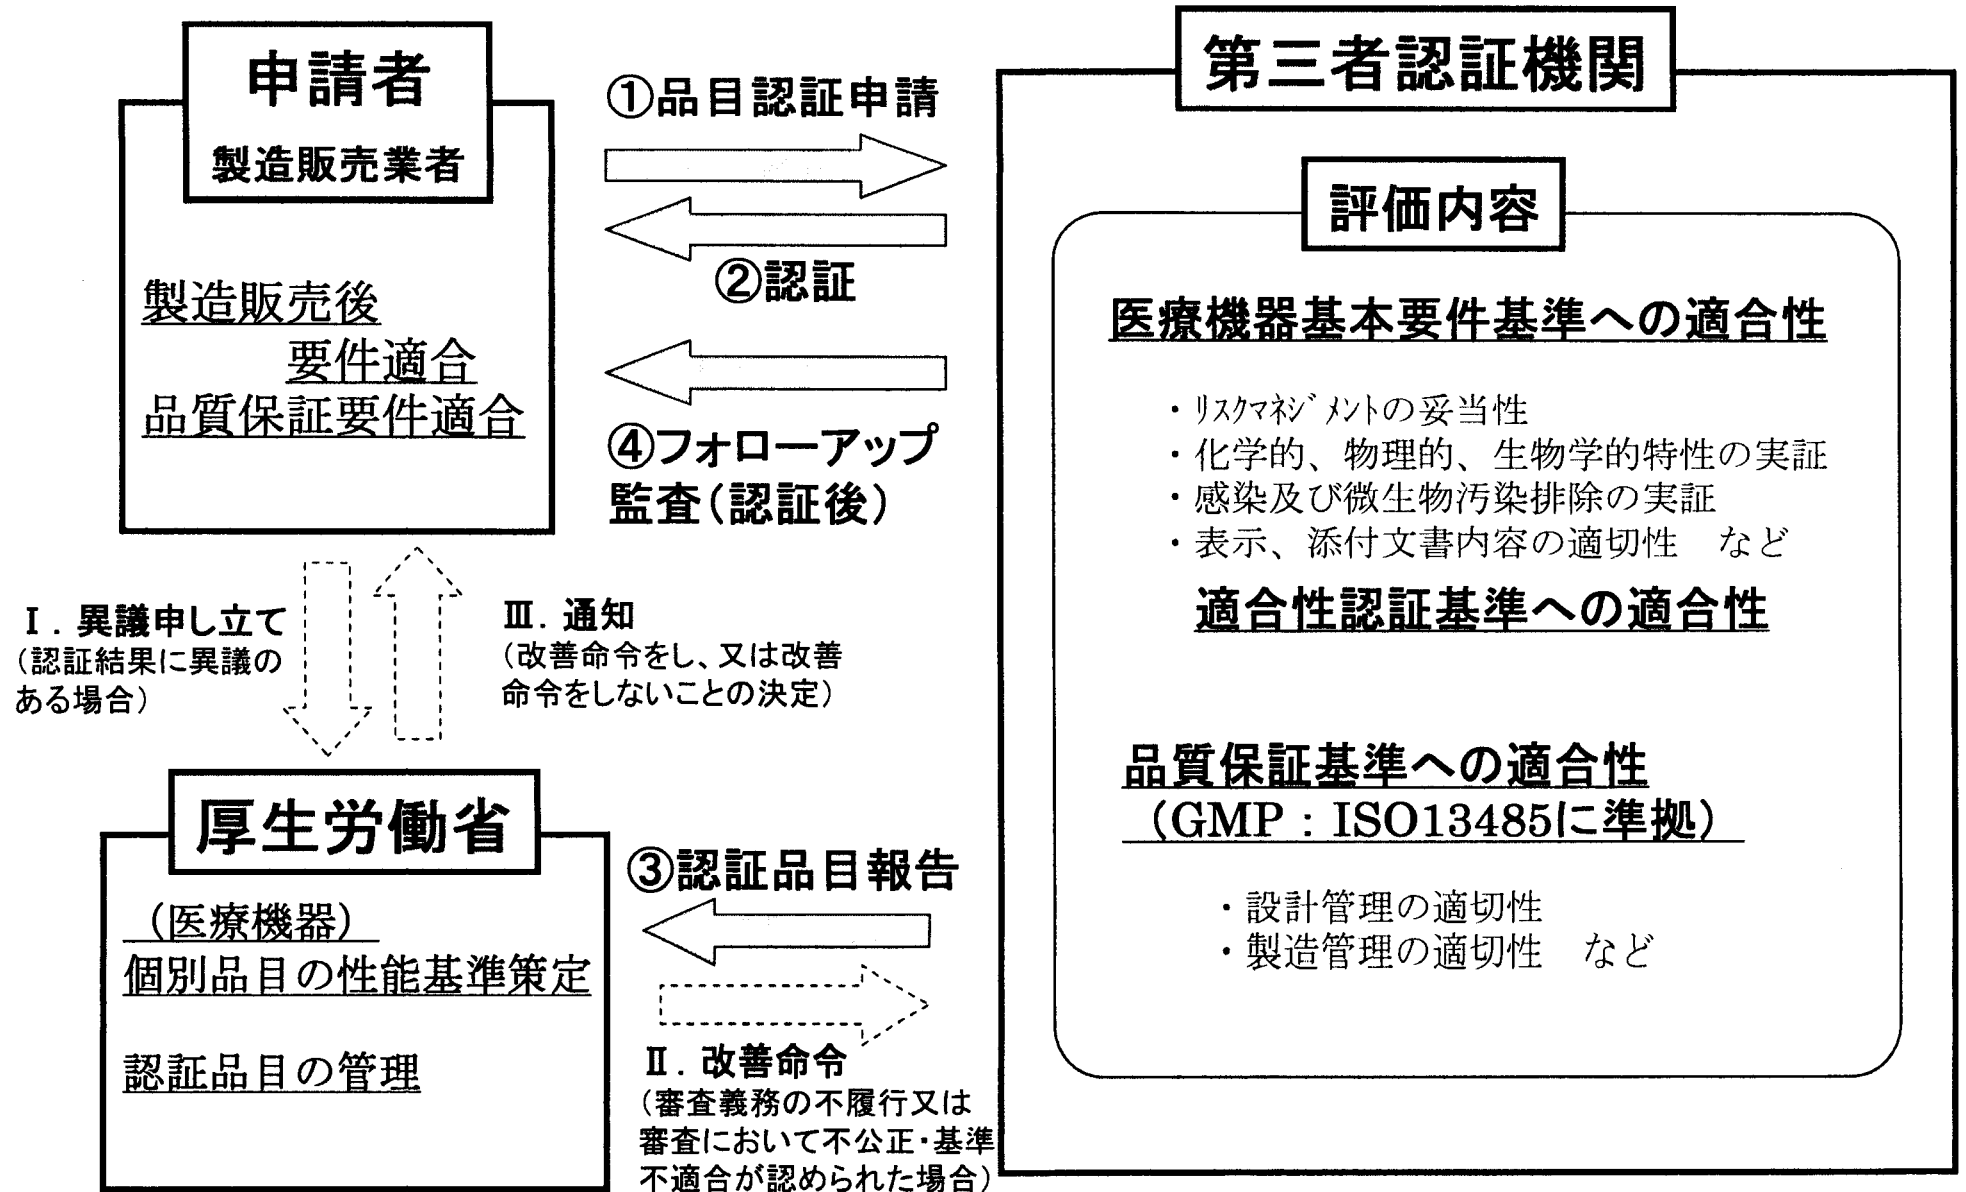 申請者
製造販売業者
製造販売後
要件適合
品質保証要件適合
①品目認証申請
②認証
④フォローアップ
監査(認証後)
第三者認証機関
評価内容
医療機器基本要件基準への適合性
・ﾘｽｸﾏﾈｼﾞﾒﾝﾄの妥当性
・化学的、物理的、生物学的特性の実証
・感染及び微生物汚染排除の実証
・表示、添付文書内容の適切性　など
適合性認証基準への適合性
品質保証基準への適合性
（GMP：ISO13485に準拠）
・設計管理の適切性
・製造管理の適切性　など
Ⅰ. 異議申し立て
(認証結果に異議の
ある場合)
Ⅲ. 通知
(改善命令をし、又は改善
命令をしないことの決定)
厚生労働省
（医療機器）
個別品目の性能基準策定
認証品目の管理
③認証品目報告
Ⅱ. 改善命令
(審査義務の不履行又は
審査において不公正・基準
不適合が認められた場合)